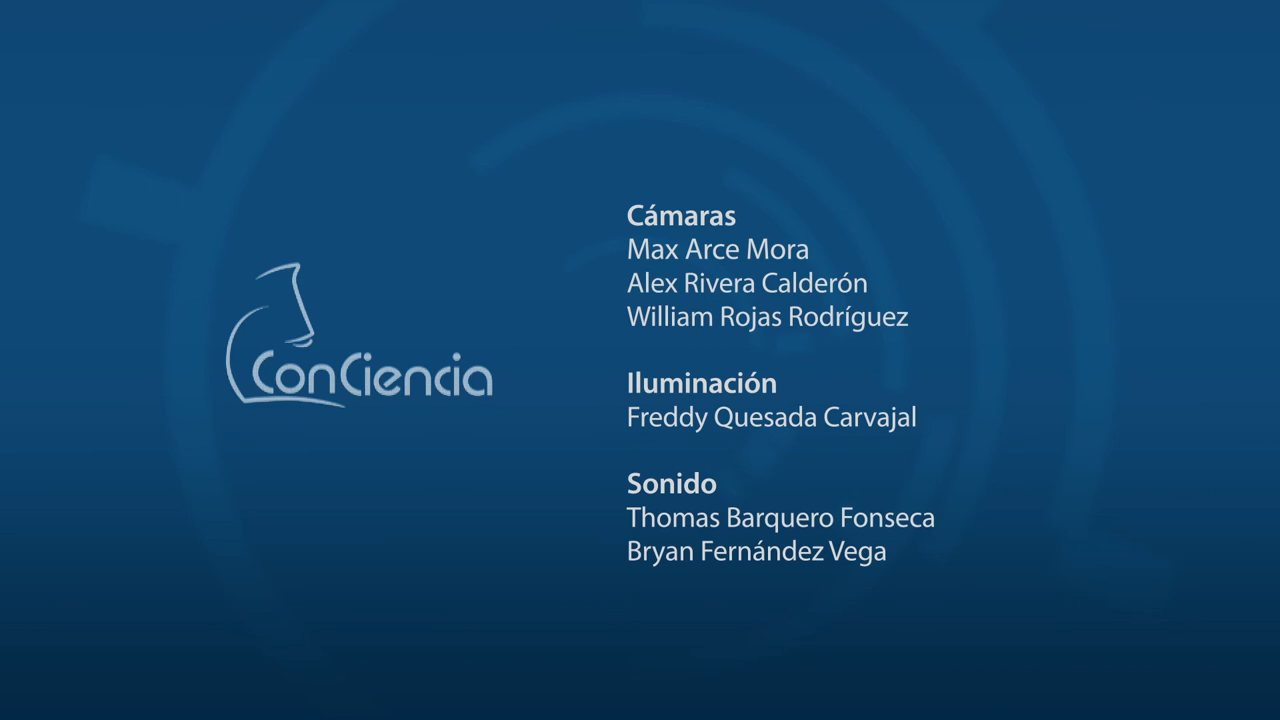 ConCiencia
Cámaras
Max Arce Mora
Alex Rivera Calderón
William Rojas Rodríguez
Iluminación
Freddy Quesada Carvajal
Sonido
Thomas Barquero Fonseca
Bryan Fernández Vega